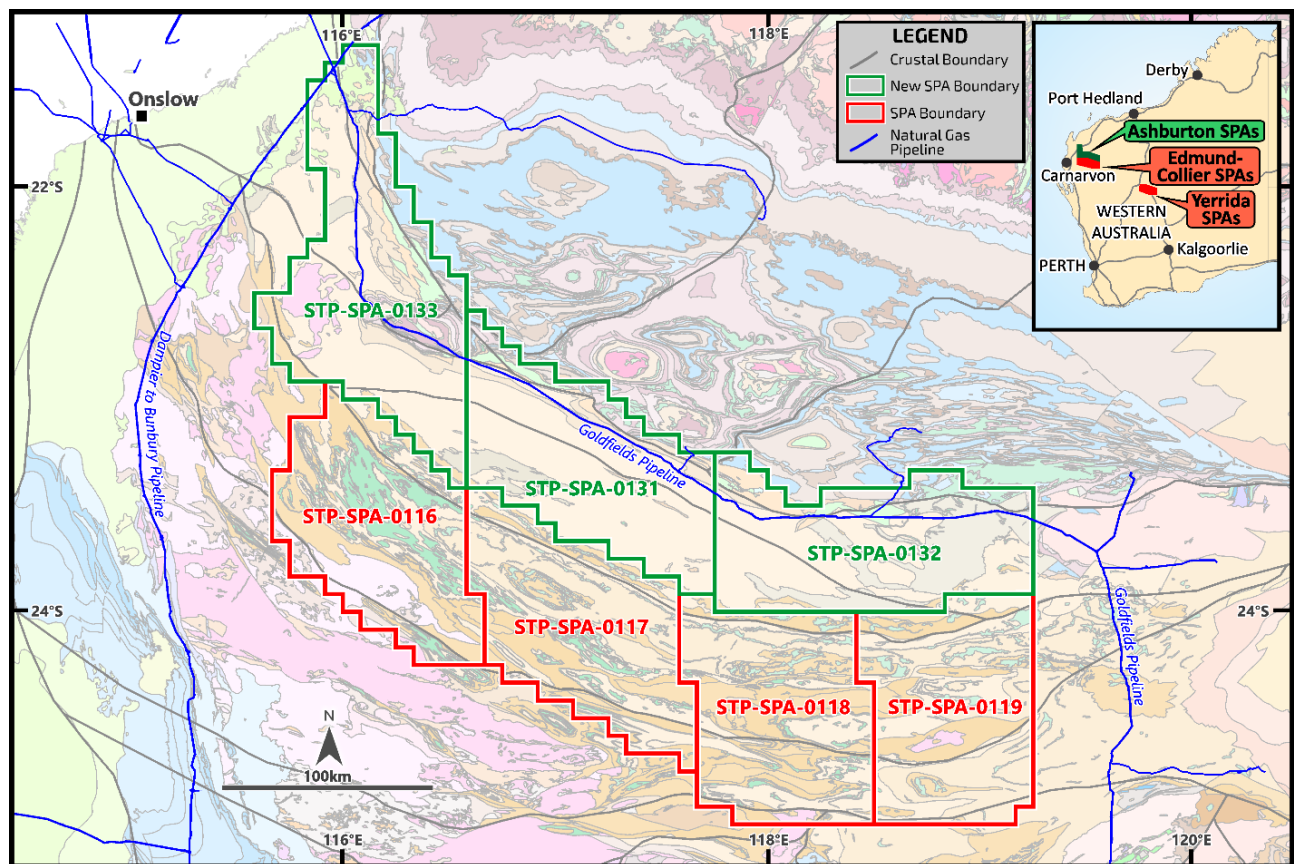 116°E
118°E
LEGEND
Crustal Boundary
New SPA Boundary
SPA Boundary
Natural Gas
Pipeline
Derby
Port Hedland
Ashburton SPAs
Edmund-
Collier SPAs
Carnarvon
Yerrida
SPAs
WESTERN
AUSTRALIA
Kalgoorlie
PERTH
Onslow
22°S
STP-SPA-0133
Dampier to Bunbury Pipeline
Goldfields Pipeline
STP-SPA-0131
STP-SPA-0116
STP-SPA-0132
24°S
24°S
Goldfields Pipeline
STP-SPA-0117
STP-SPA-0118
STP-SPA-0119
N
100km
116°E
118°E
120°E